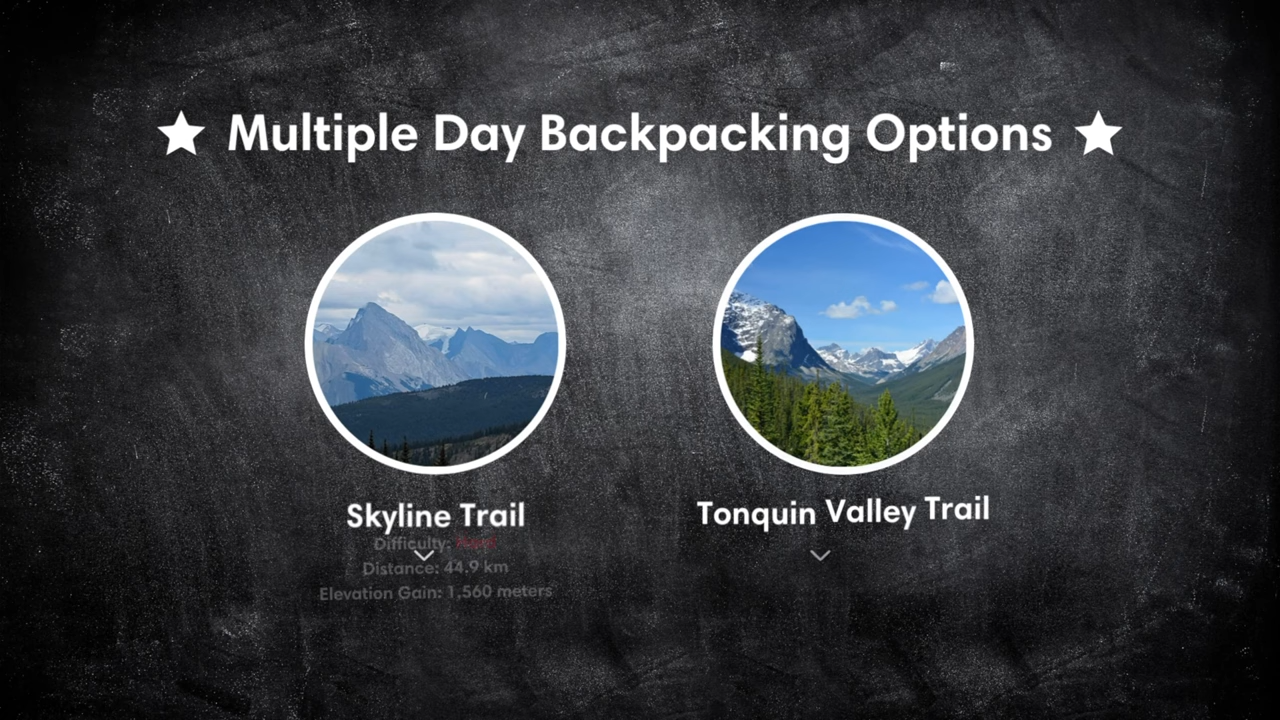 Multiple Day Backpacking Options
Skyline Trail
Tonquin Valley Trail
Difficulty:
Distance: 44.9 km
Elevation Gain: 1,560 meters